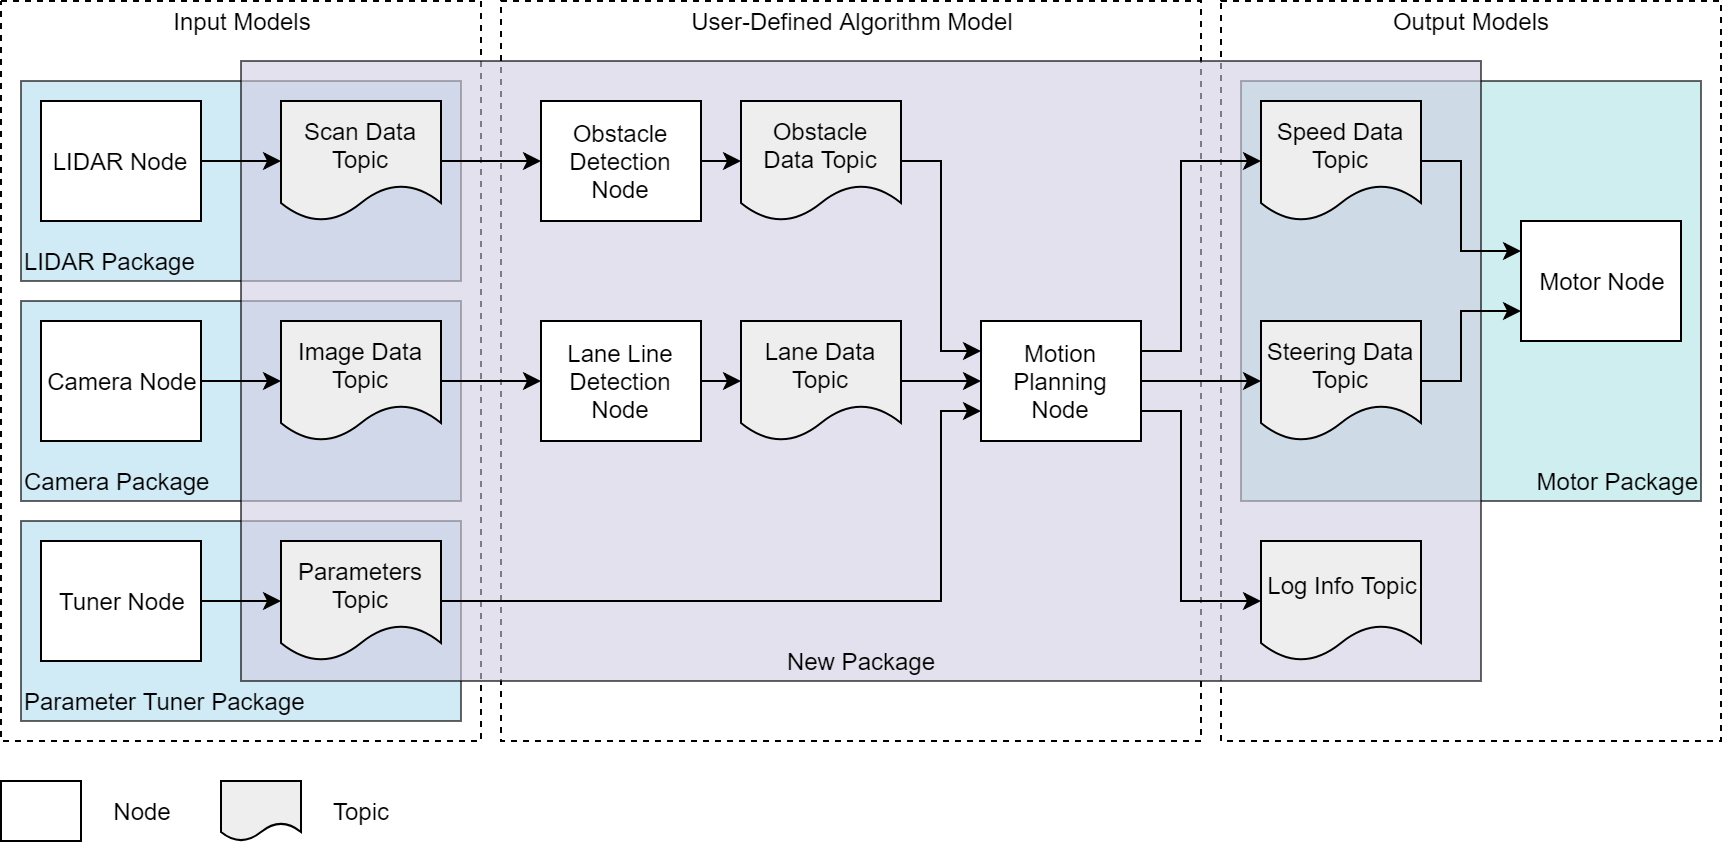 Input Models
User-Defined Algorithm Model
Output Models
LIDAR Node
Scan Data
Topic
Obstacle
Detection
Node
Obstacle
Data Topic
Speed Data
Topic
LIDAR Package
Motor Node
Camera Node
Image Data
Topic
Lane Line
Detection
Node
Lane Data
Topic
Motion
Planning
Node
Steering Data
Topic
Camera Package
Motor Package
Tuner Node
Parameters
Topic
Log Info Topic
New Package
Parameter Tuner Package
Node
Topic